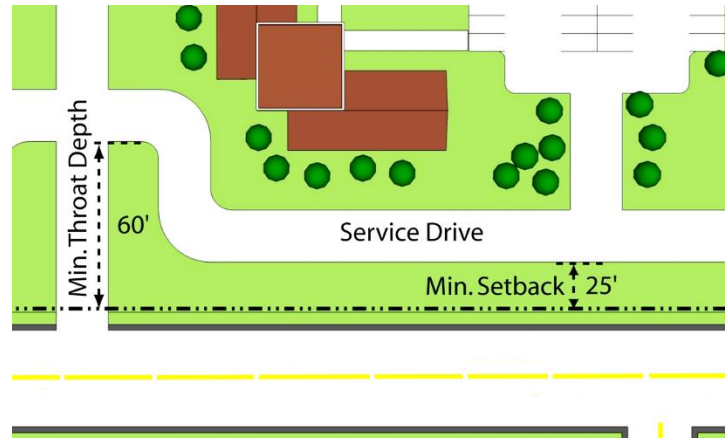 Min. Throat Depth
60'
Service Drive
Min. Setback 25'